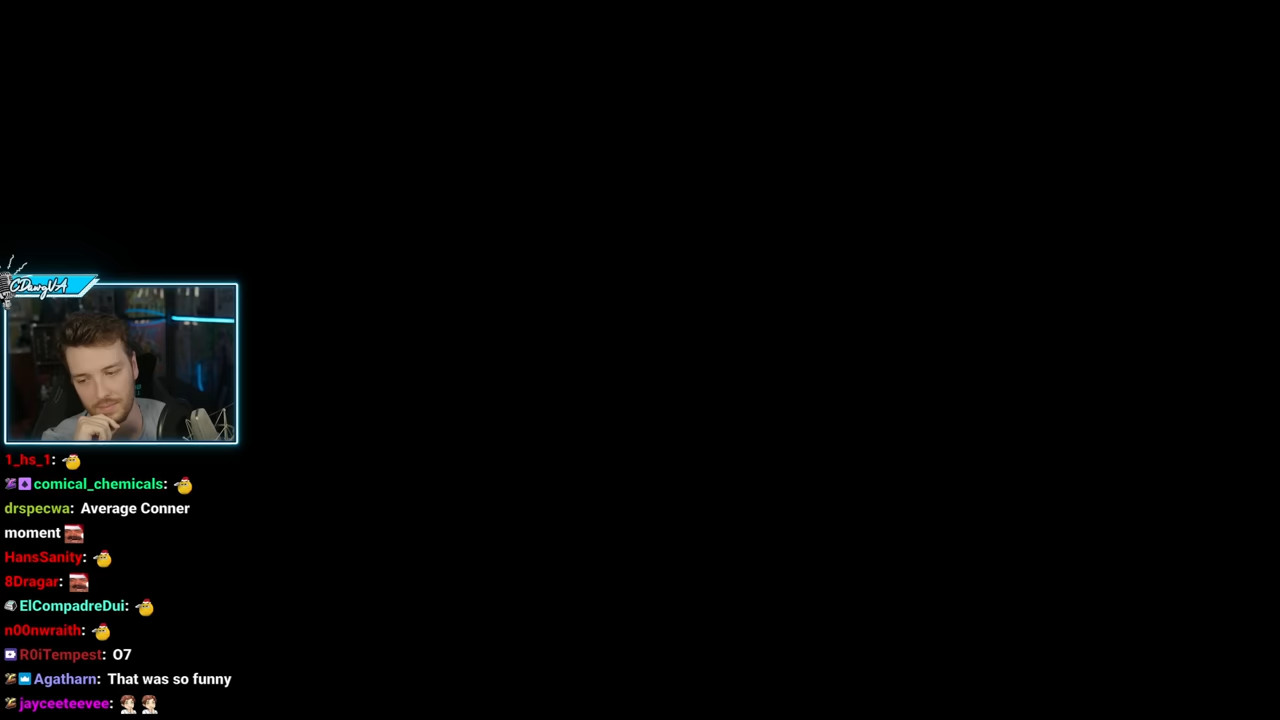 CDawgVA
1_hs_1:
comical_chemicals:
drspecwa: Average Conner
moment
HansSanity:
8Dragar:
ElCompadreDui:
n00nwraith:
R0iTempest: O7
Agatharn: That was so funny
jayceeteevee: